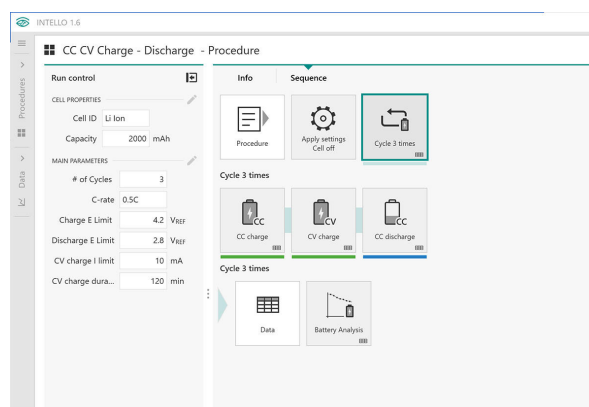 INTELLO 1.6
CC CV Charge - Discharge - Procedure
Procedures
Data
Run control
CELL PROPERTIES
Cell ID Li Ion
Capacity 2000 mAh
MAIN PARAMETERS
# of Cycles 3
C-rate 0.5C
Charge E Limit 4.2 VREF
Discharge E Limit 2.8 VREF
CV charge I limit 10 mA
CV charge dura... 120 min
Info Sequence
Procedure
Apply settings
Cell off
Cycle 3 times
Cycle 3 times
CC
CC charge
CV
CV charge
CC
CC discharge
Cycle 3 times
Data
Battery Analysis